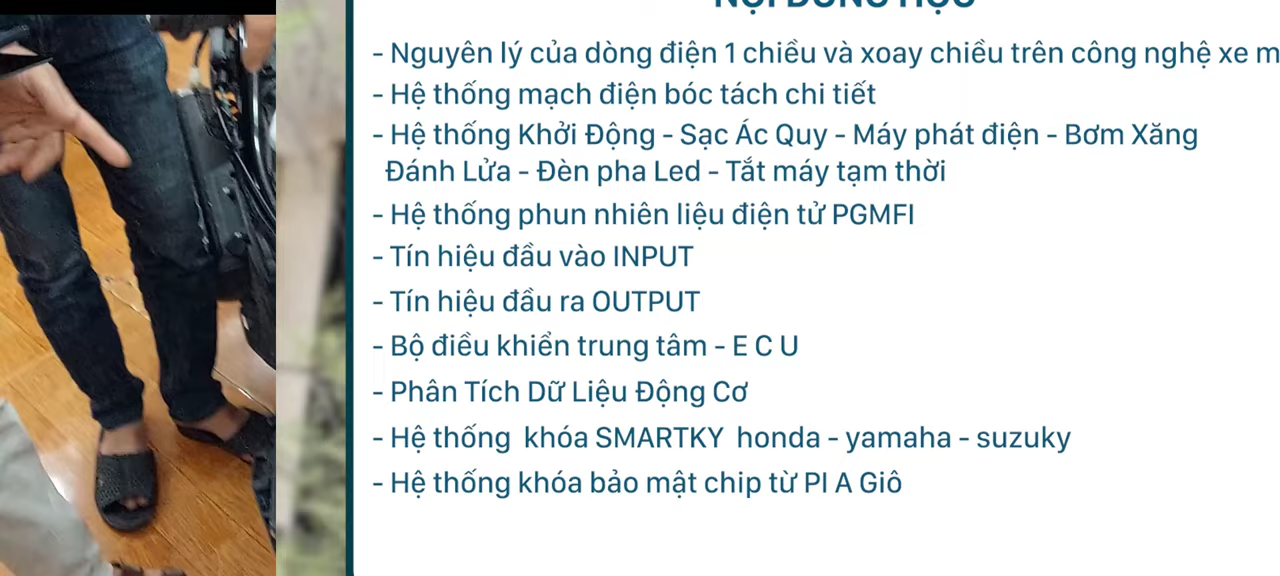 NỘI DUNG HỌC
- Nguyên lý của dòng điện 1 chiều và xoay chiều trên công nghệ xe
- Hệ thống mạch điện bóc tách chi tiết
- Hệ thống Khởi Động - Sạc Ác Quy - Máy phát điện - Bơm Xăng
Đánh Lửa - Đèn pha Led - Tắt máy tạm thời
- Hệ thống phun nhiên liệu điện tử PGMFI
- Tín hiệu đầu vào INPUT
- Tín hiệu đầu ra OUTPUT
- Bộ điều khiển trung tâm - E C U
- Phân Tích Dữ Liệu Động Cơ
- Hệ thống khóa SMARTKY honda - yamaha - suzuky
- Hệ thống khóa bảo mật chip từ PI A Giô